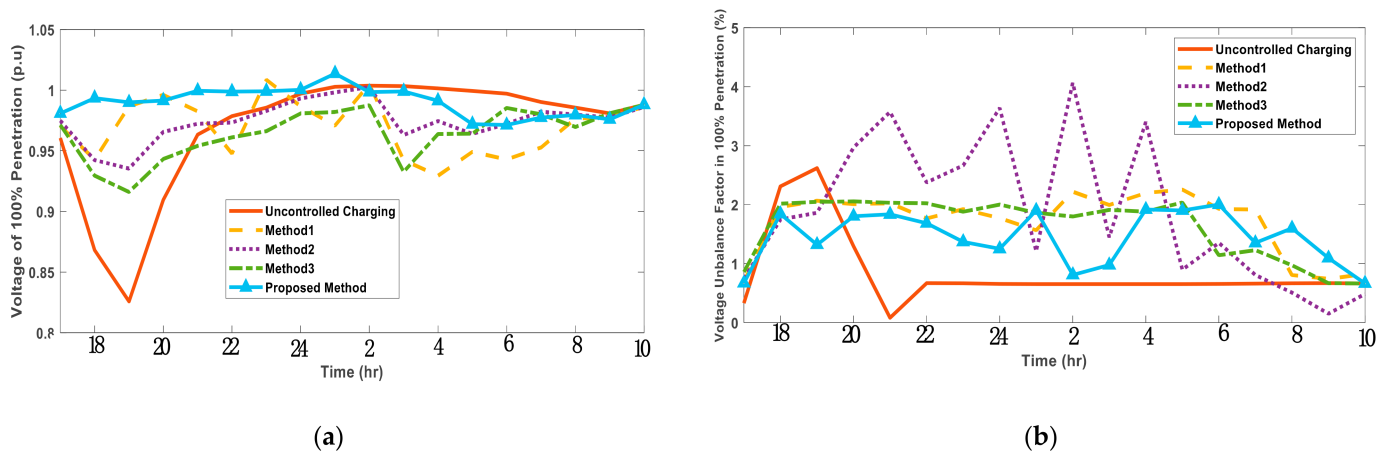 Voltage of 100% Penetration (p.u)
1.05
1
0.95
0.9
0.85
0.8
18 20 22 24 2 4 6 8 10
Time (hr)
Uncontrolled Charging
Method1
Method2
Method3
Proposed Method
(a)
Voltage Unbalance Factor in 100% Penetration (%)
5
4
3
2
1
0
18 20 22 24 2 4 6 8 10
Time (hr)
Uncontrolled Charging
Method1
Method2
Method3
Proposed Method
(b)